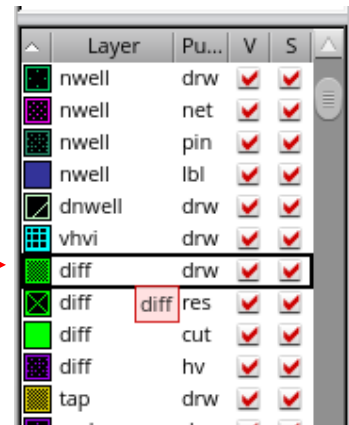 Layer Pu... V S
nwell drw
nwell net
nwell pin
nwell lbl
dnwell drw
vhvi drw
diff drw
diff diff res
diff cut
diff hv
tap drw